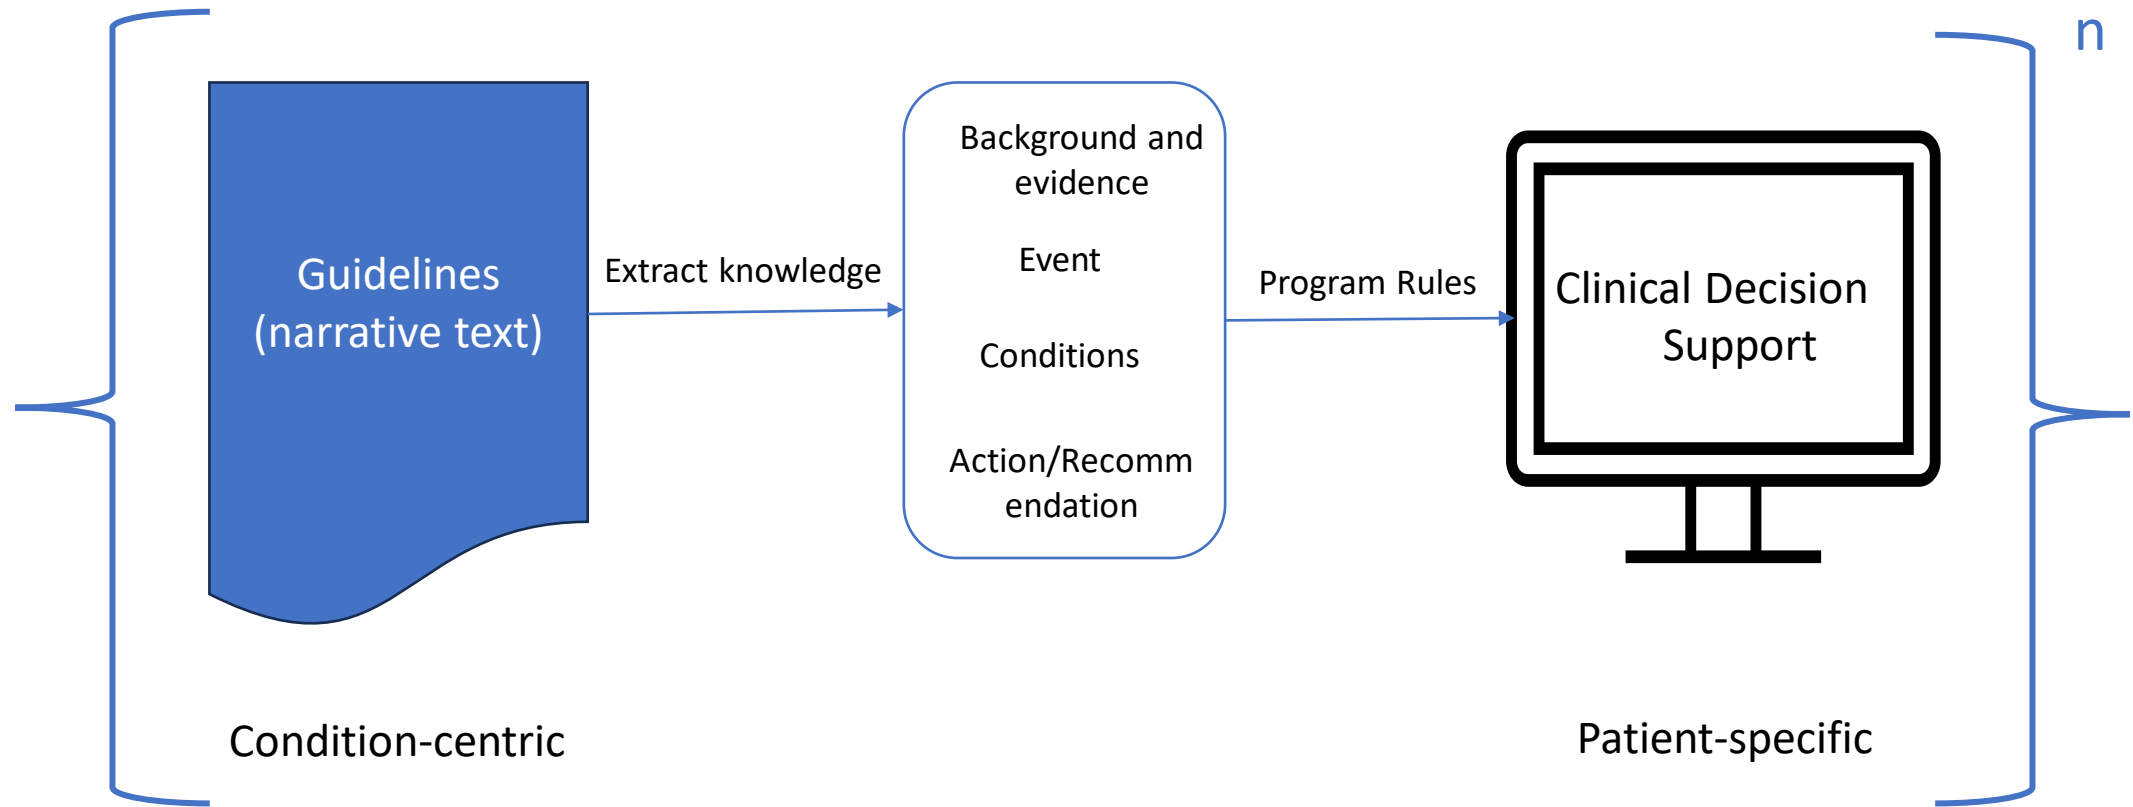 n
Guidelines
(narrative text)
Extract knowledge
Background and
evidence
Event
Conditions
Action/Recomm
endation
Program Rules
Clinical Decision
Support
Condition-centric
Patient-specific